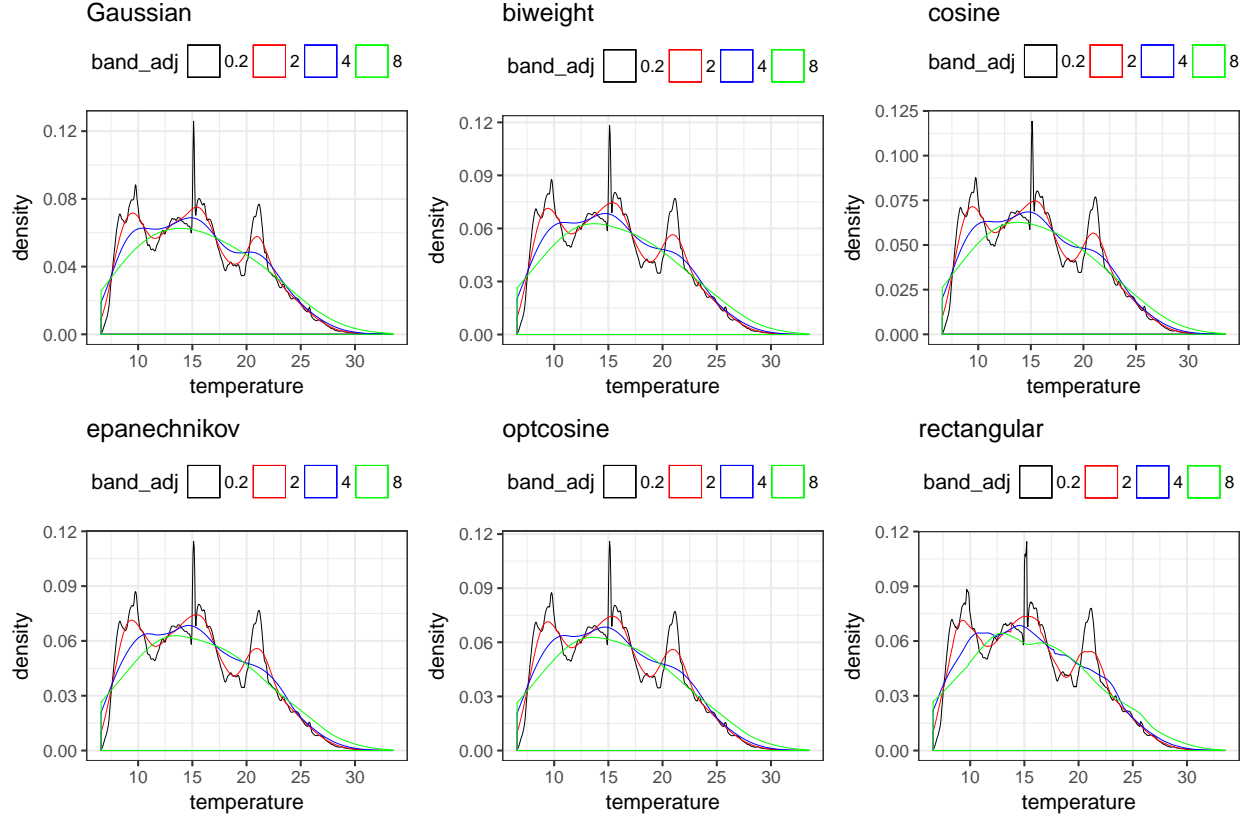 Gaussian
band_adj 0.2 2 4 8
0.12
0.08
0.04
0.00
density
10 15 20 25 30
temperature
biweight
band_adj 0.2 2 4 8
0.12
0.09
0.06
0.03
0.00
density
10 15 20 25 30
temperature
cosine
band_adj 0.2 2 4 8
0.125
0.100
0.075
0.050
0.025
0.000
density
10 15 20 25 30
temperature
epanechnikov
band_adj 0.2 2 4 8
0.12
0.09
0.06
0.03
0.00
density
10 15 20 25 30
temperature
optcosine
band_adj 0.2 2 4 8
0.12
0.09
0.06
0.03
0.00
density
10 15 20 25 30
temperature
rectangular
band_adj 0.2 2 4 8
0.12
0.09
0.06
0.03
0.00
density
10 15 20 25 30
temperature